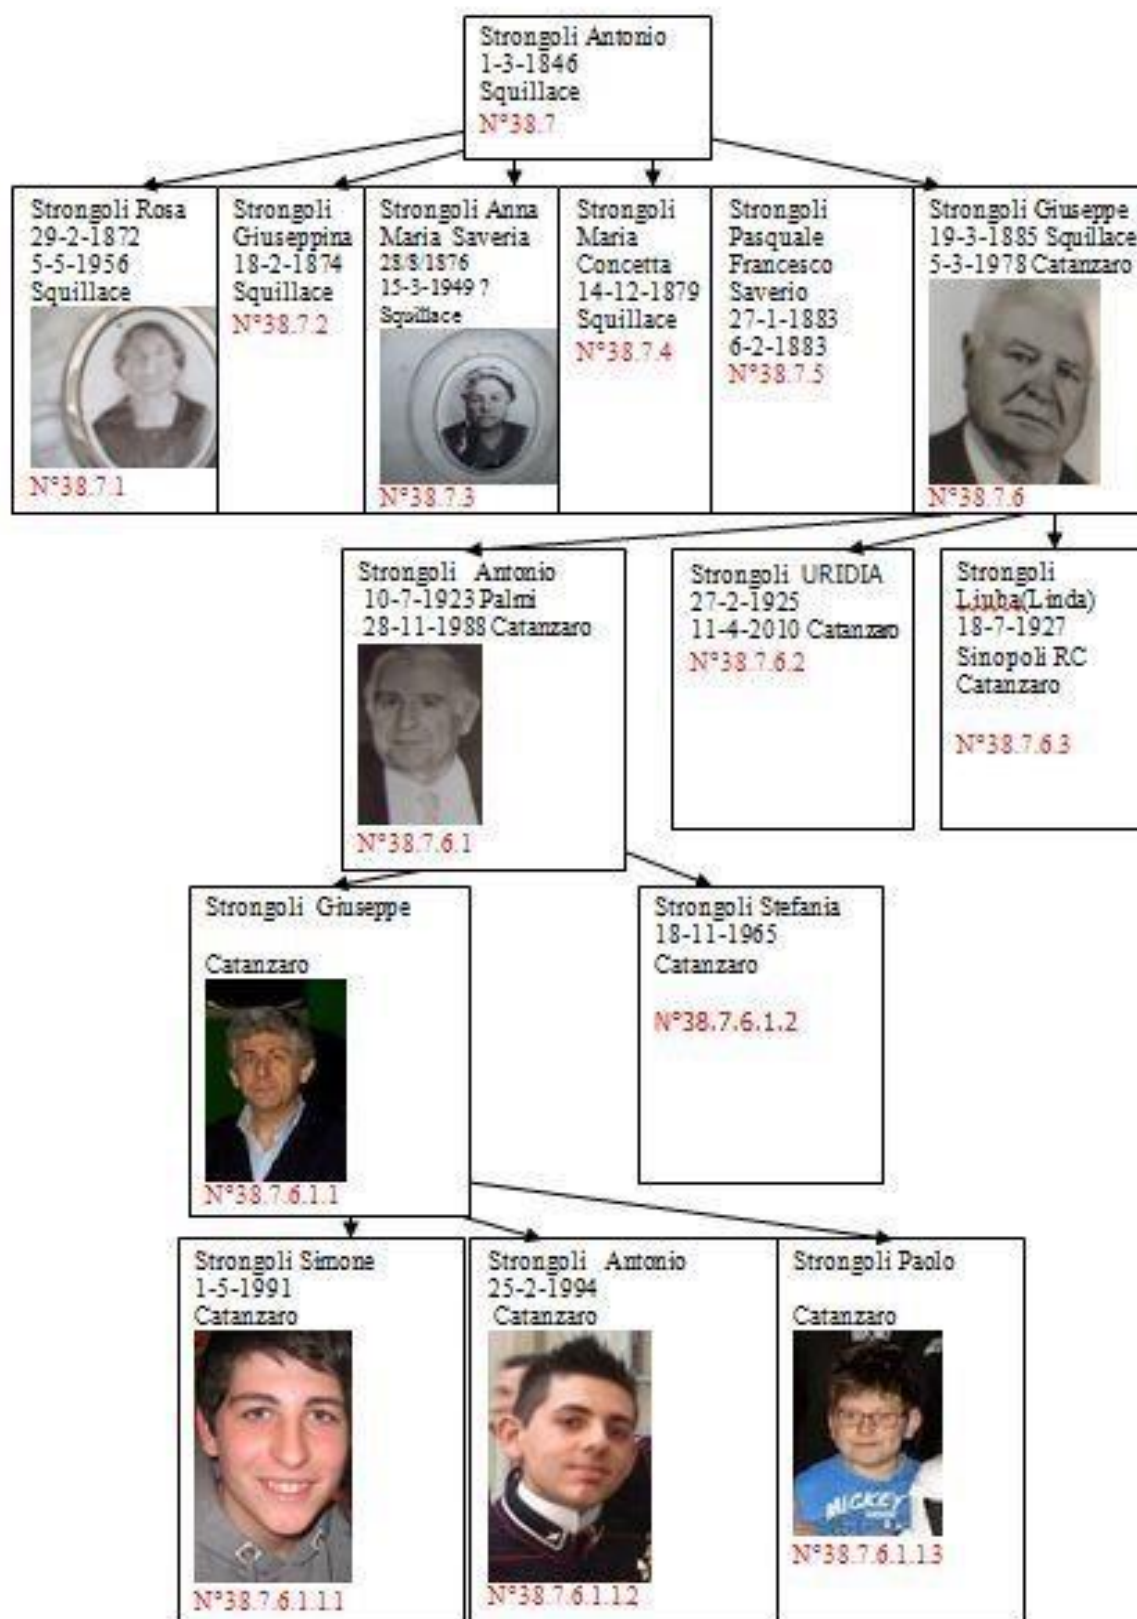 Strongoli Antonio
1-3-1846
Squillace
N°38.7
Strongoli Rosa
29-2-1872
5-5-1956
Squillace
N°38.7.1
Strongoli
Giuseppina
18-2-1874
Squillace
N°38.7.2
Strongoli Anna
Maria Saveria
28/8/1876
15-3-1949 ?
Squillace
N°38.7.3
Strongoli
Maria
Concetta
14-12-1879
Squillace
N°38.7.4
Strongoli
Pasquale
Francesco
Saverio
27-1-1883
6-2-1883
N°38.7.5
Strongoli Giuseppe
19-3-1885 Squillace
5-3-1978 Catanzaro
N°38.7.6
Strongoli Antonio
10-7-1923 Palmi
28-11-1988 Catanzaro
N°38.7.6.1
Strongoli URIDIA
27-2-1925
11-4-2010 Catanzaro
N°38.7.6.2
Strongoli
Liuba(Linda)
18-7-1927
Sinopoli RC
Catanzaro
N°38.7.6.3
Strongoli Giuseppe
Catanzaro
N°38.7.6.1.1
Strongoli Stefania
18-11-1965
Catanzaro
N°38.7.6.1.2
Strongoli Simone
1-5-1991
Catanzaro
N°38.7.6.1.1.1
Strongoli Antonio
25-2-1994
Catanzaro
N°38.7.6.1.1.2
Strongoli Paolo
Catanzaro
MICKEY
N°38.7.6.1.1.3